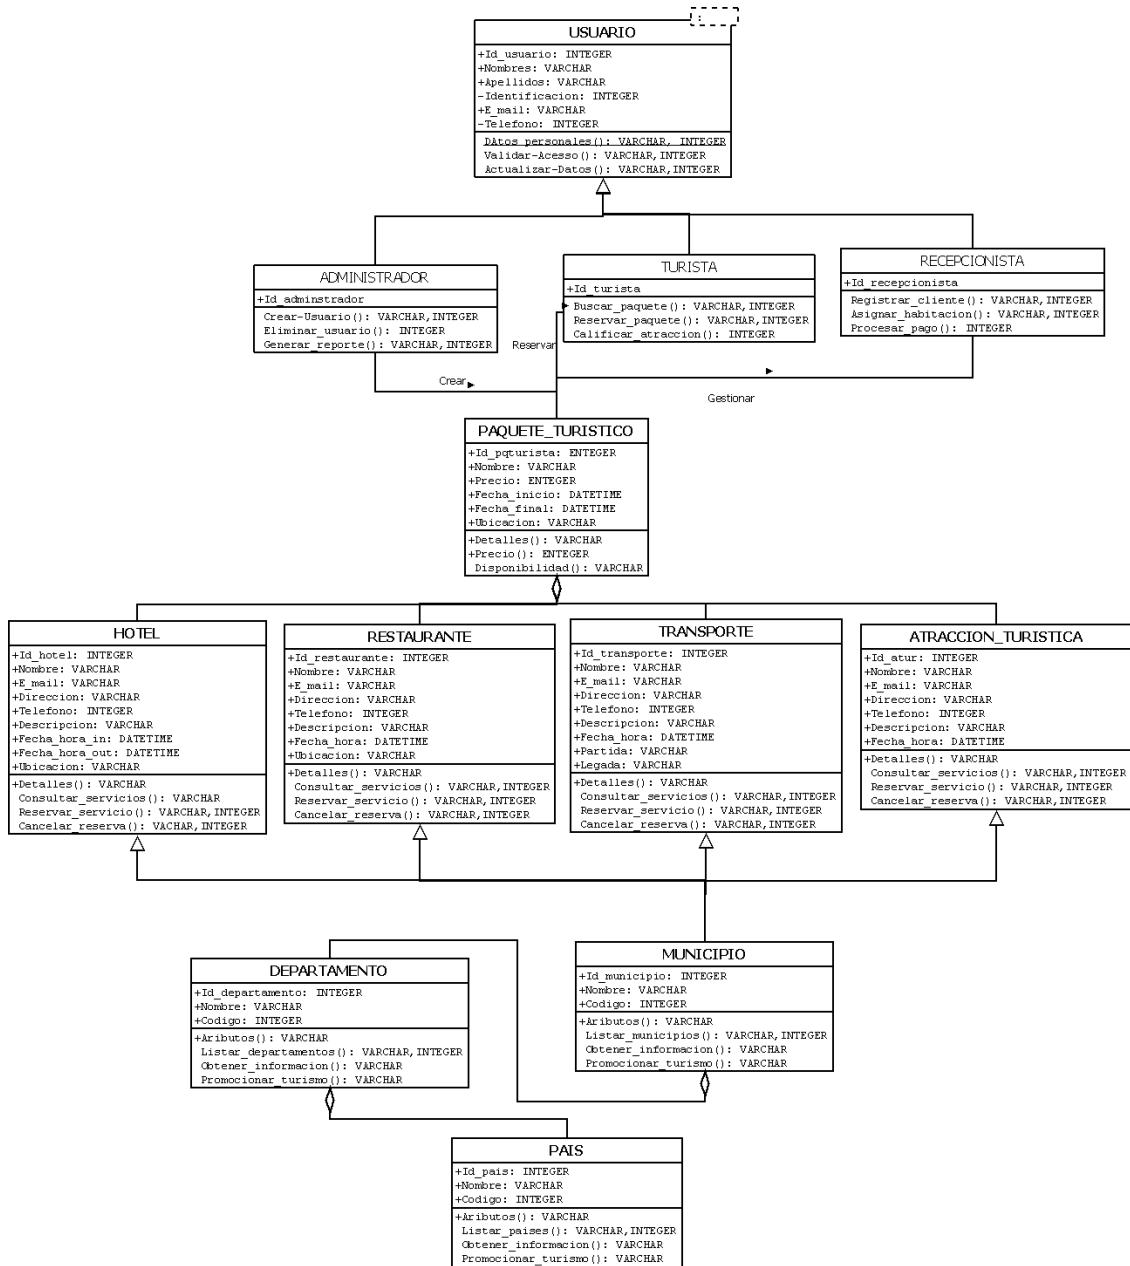 :
USUARIO
+Id_usuario: INTEGER
+Nombres: VARCHAR
+Apellidos: VARCHAR
-Identificacion: INTEGER
+E_mail: VARCHAR
-Telefono: INTEGER
DAtos personales(): VARCHAR, INTEGER
Validar-Acesso(): VARCHAR,INTEGER
Actualizar-Datos(): VARCHAR,INTEGER
ADMINISTRADOR
+Id_adminstrador
Crear-Usuario(): VARCHAR,INTEGER
Eliminar_usuario(): INTEGER
Generar_reporte(): VARCHAR,INTEGER
TURISTA
+Id_turista
Buscar_paquete(): VARCHAR,INTEGER
Reservar_paquete(): VARCHAR,INTEGER
Calificar_atraccion(): INTEGER
RECEPCIONISTA
+Id_recepcionista
Registrar_cliente(): VARCHAR,INTEGER
Asignar_habitacion(): VARCHAR,INTEGER
Procesar_pago(): INTEGER
Reservar
Crear
Gestionar
PAQUETE_TURISTICO
+Id_pqturista: ENTEGER
+Nombre: VARCHAR
+Precio: ENTEGER
+Fecha_inicio: DATETIME
+Fecha_final: DATETIME
+Ubicacion: VARCHAR
+Detalles(): VARCHAR
+Precio(): ENTEGER
Disponibilidad(): VARCHAR
HOTEL
+Id_hotel: INTEGER
+Nombre: VARCHAR
+E_mail: VARCHAR
+Direccion: VARCHAR
+Telefono: INTEGER
+Descripcion: VARCHAR
+Fecha_hora_in: DATETIME
+Fecha_hora_out: DATETIME
+Ubicacion: VARCHAR
+Detalles(): VARCHAR
Consultar_servicios(): VARCHAR
Reservar_servicio(): VARCHAR,INTEGER
Cancelar_reserva(): VACHAR,INTEGER
RESTAURANTE
+Id_restaurante: INTEGER
+Nombre: VARCHAR
+E_mail: VARCHAR
+Direccion: VARCHAR
+Telefono: INTEGER
+Descripcion: VARCHAR
+Fecha_hora: DATETIME
+Ubicacion: VARCHAR
+Detalles(): VARCHAR
Consultar_servicios(): VARCHAR,INTEGER
Reservar_servicio(): VARCHAR,INTEGER
Cancelar_reserva(): VARCHAR,INTEGER
TRANSPORTE
+Id_transporte: INTEGER
+Nombre: VARCHAR
+E_mail: VARCHAR
+Direccion: VARCHAR
+Telefono: INTEGER
+Descripcion: VARCHAR
+Fecha_hora: DATETIME
+Partida: VARCHAR
+Legada: VARCHAR
+Detalles(): VARCHAR
Consultar_servicios(): VARCHAR,INTEGER
Reservar_servicio(): VARCHAR,INTEGER
Cancelar_reserva(): VARCHAR,INTEGER
ATRACCION_TURISTICA
+Id_atur: INTEGER
+Nombre: VARCHAR
+E_mail: VARCHAR
+Direccion: VARCHAR
+Telefono: INTEGER
+Descripcion: VARCHAR
+Fecha_hora: DATETIME
+Detalles(): VARCHAR
Consultar_servicios(): VARCHAR,INTEGER
Reservar_servicio(): VARCHAR,INTEGER
Cancelar_reserva(): VARCHAR,INTEGER
DEPARTAMENTO
+Id_departamento: INTEGER
+Nombre: VARCHAR
+Codigo: INTEGER
+Aributos(): VARCHAR
Listar_departamentos(): VARCHAR,INTEGER
Obtener_informacion(): VARCHAR
Promocionar_turismo(): VARCHAR
MUNICIPIO
+Id_municipio: INTEGER
+Nombre: VARCHAR
+Codigo: INTEGER
+Aributos(): VARCHAR
Listar_municipios(): VARCHAR,INTEGER
Obtener_informacion(): VARCHAR
Promocionar_turismo(): VARCHAR
PAIS
+Id_pais: INTEGER
+Nombre: VARCHAR
+Codigo: INTEGER
+Aributos(): VARCHAR
Listar_paises(): VARCHAR,INTEGER
Obtener_informacion(): VARCHAR
Promocionar_turismo(): VARCHAR